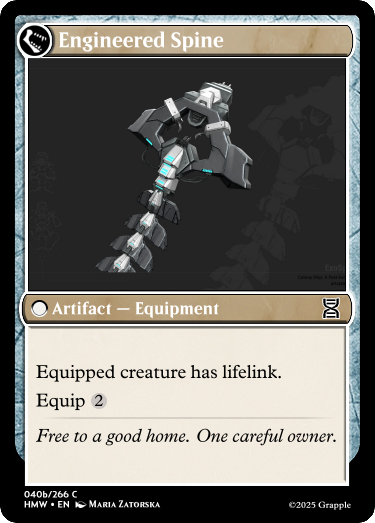 Engineered Spine
Artifact — Equipment
Equipped creature has lifelink.
Equip 2
Free to a good home. One careful owner.
040b/266 C
HMW • EN Maria Zatorska
©2025 Grapple